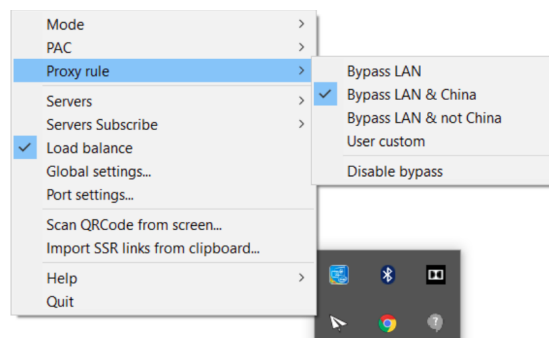 Mode
PAC
Proxy rule
Servers
Servers Subscribe
Load balance
Global settings...
Port settings...
Scan QRCode from screen...
Import SSR links from clipboard...
Help
Quit
Bypass LAN
Bypass LAN & China
Bypass LAN & not China
User custom
Disable bypass